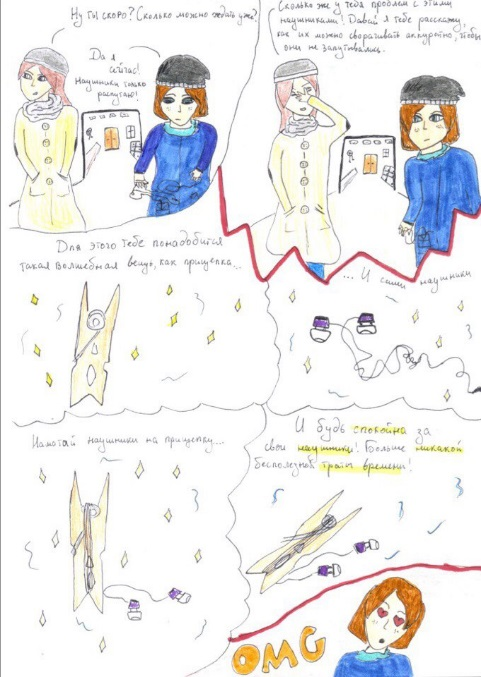 Ну ты скоро? Сколько можно ждать уже?
Да я
сейчас!
Наушники только
распутаю!
Сколько же у тебя проблем с этими
наушниками! Давай я тебе расскажу,
как их можно сворачивать аккуратно, чтобы
они не запутывались.
Для этого тебе понадобится
такая волшебная вещь, как прищепка...
... И сами наушники
Намотай наушники на прищепку...
И будь спокойна за
свои наушники! Больше никакой
бесполезной траты времени!
OMG